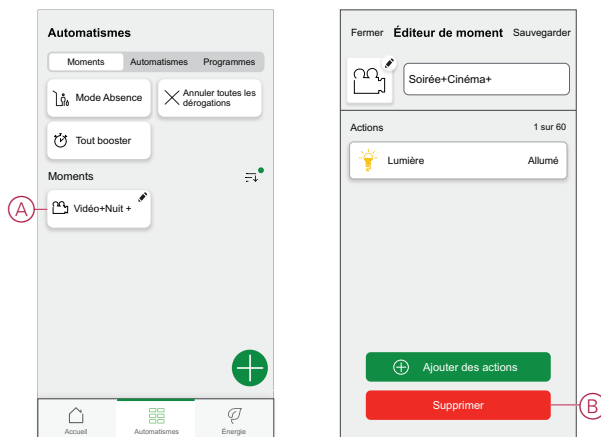 Automatismes
Moments Automatismes Programmes
Mode Absence
Annuler toutes les
dérogations
Tout booster
Moments
A
Vidéo+Nuit +
Accueil Automatismes Énergie
Fermer Éditeur de moment Sauvegarder
Soirée+Cinéma+
Actions 1 sur 60
Lumière Allumé
Ajouter des actions
Supprimer
B